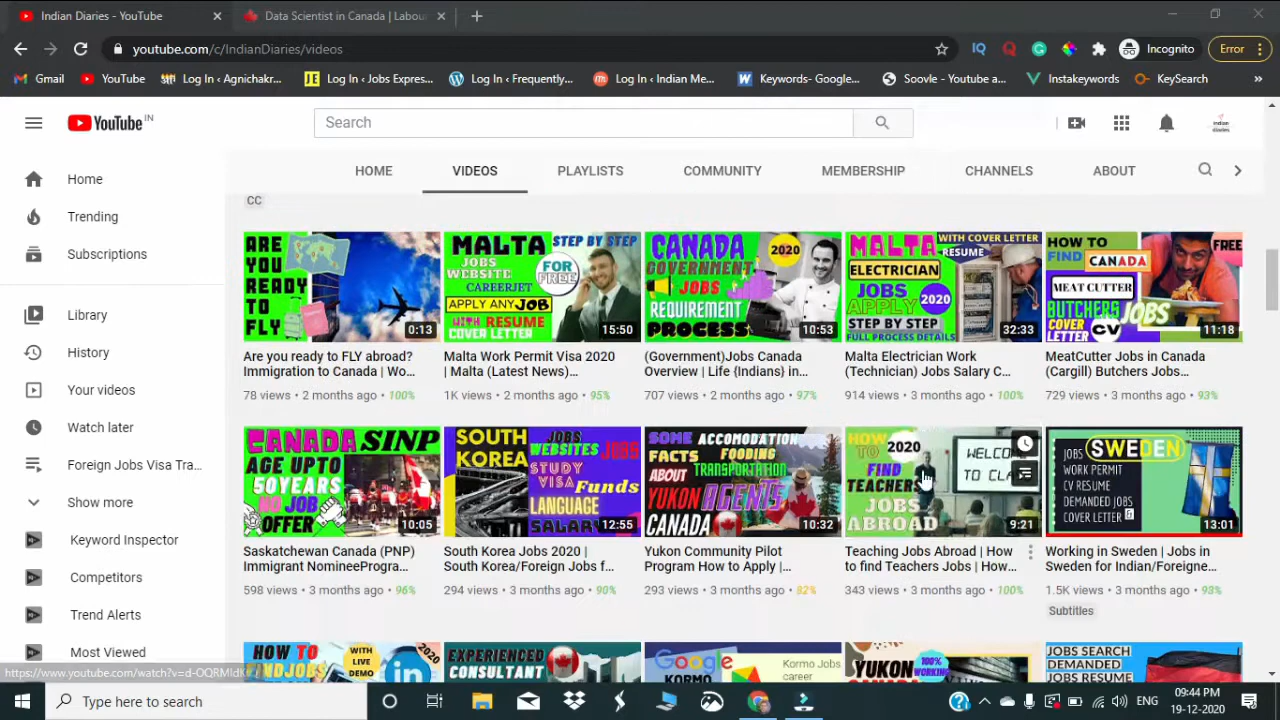 Indian Diaries - YouTube
Data Scientist in Canada | Labou
youtube.com/c/IndianDiaries/videos
Incognito
Error
Gmail
YouTube
Log In ‹ Agnichakr...
Log In ‹ Jobs Expres...
Log In ‹ Frequently...
Log In ‹ Indian Me...
Keywords- Google...
Soovle - Youtube a...
Instakeywords
KeySearch
»
YouTube IN
Search
indian diaries
HOME
VIDEOS
PLAYLISTS
COMMUNITY
MEMBERSHIP
CHANNELS
ABOUT
Home
Trending
Subscriptions
Library
History
Your videos
Watch later
Foreign Jobs Visa Tra...
Show more
Keyword Inspector
Competitors
Trend Alerts
Most Viewed
CC
ARE
YOU
READY
TO
FLY
0:13
MALTA STEP BY STEP
JOBS
WEBSITE
CAREERJET
FOR
FREE
APPLY ANY JOB
WITH RESUME
COVER LETTER
15:50
CANADA 2020
GOVERNMENT
JOBS
REQUIREMENT
PROCESS
10:53
MALTA WITH COVER LETTER
RESUME
ELECTRICIAN
JOBS
APPLY 2020
STEP BY STEP
FULL PROCESS DETAILS
32:33
HOW TO
FIND CANADA
FREE
MEAT CUTTER
BUTCHERS JOBS
COVER
LETTER CV
11:18
Are you ready to FLY abroad?
Immigration to Canada | Wo...
78 views • 2 months ago • 100%
Malta Work Permit Visa 2020
| Malta (Latest News)...
1K views • 2 months ago • 95%
(Government)Jobs Canada
Overview | Life {Indians} in...
707 views • 2 months ago • 97%
Malta Electrician Work
(Technician) Jobs Salary C...
914 views • 3 months ago • 100%
MeatCutter Jobs in Canada
(Cargill) Butchers Jobs...
729 views • 3 months ago • 93%
CANADA SINP
AGE UPTO
50YEARS
NO JOB
OFFER
10:05
SOUTH
KOREA
JOBS
WEBSITES JOBS
STUDY
VISA Funds
LANGUAGE
SALARY
12:55
SOME ACCOMODATION
FACTS FOODING
ABOUT TRANSPORTATION
YUKON AGENTS
CANADA
10:32
HOW 2020
TO
FIND
TEACHERS
JOBS
ABROAD
WELCO
TO CLA
9:21
JOBS SWEDEN
WORK PERMIT
CV RESUME
DEMANDED JOBS
COVER LETTER
13:01
Saskatchewan Canada (PNP)
Immigrant NomineeProgra...
598 views • 3 months ago • 96%
South Korea Jobs 2020 |
South Korea/Foreign Jobs f...
294 views • 3 months ago • 90%
Yukon Community Pilot
Program How to Apply |...
293 views • 3 months ago • 82%
Teaching Jobs Abroad | How
to find Teachers Jobs | How...
343 views • 3 months ago • 100%
Working in Sweden | Jobs in
Sweden for Indian/Foreigne...
1.5K views • 3 months ago • 93%
Subtitles
HOW TO
FIND JOBS
WITH
LIVE
DEMO
2020
in
EXPERIENCED
CONSULTANT
Google
KORMO
Kormo Jobs
career
YUKON
100%
WORKING
JOBS SEARCH
DEMANDED
JOBS RESUME
Type here to search
ENG
09:44 PM
19-12-2020